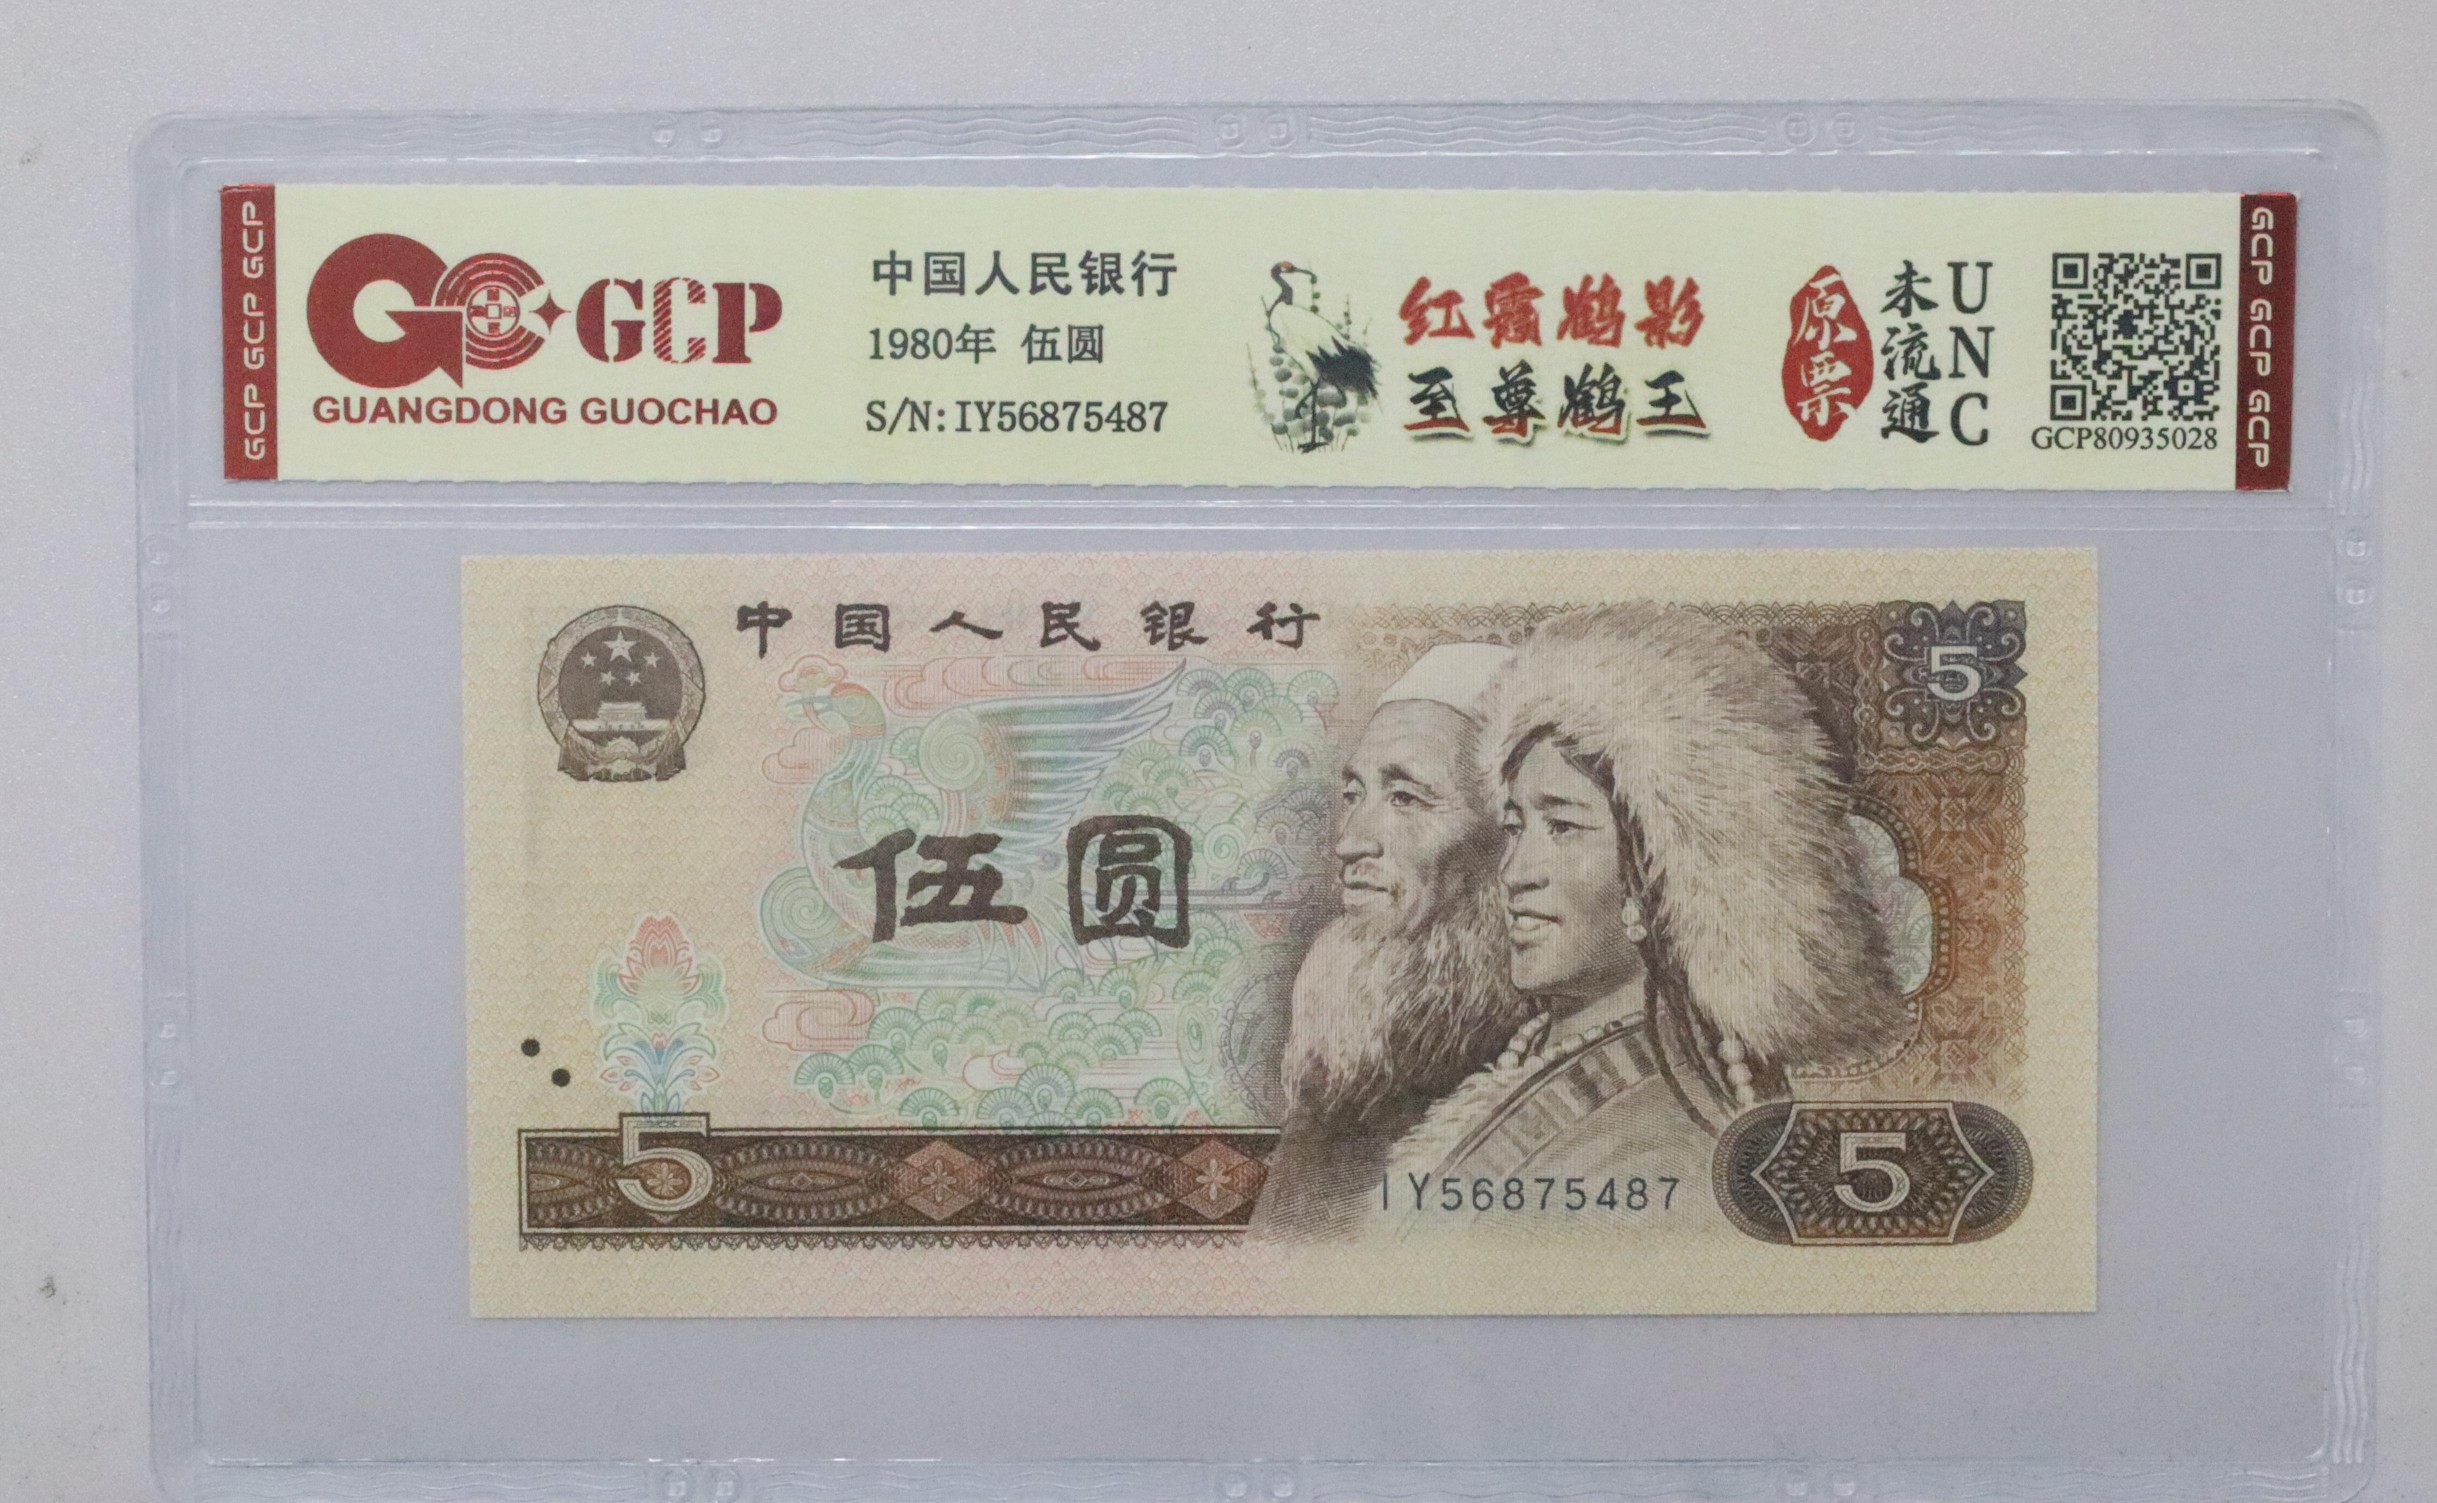 GCP GCP GCP
GCP
GUANGDONG GUOCHAO
中国人民银行
1980年 伍圆
S/N:IY56875487
红霞鹤影
至尊鹤王
原票
未流通
UNC
GCP80935028
GCP GCP GCP
中国人民银行
5
伍圆
5
IY56875487
5